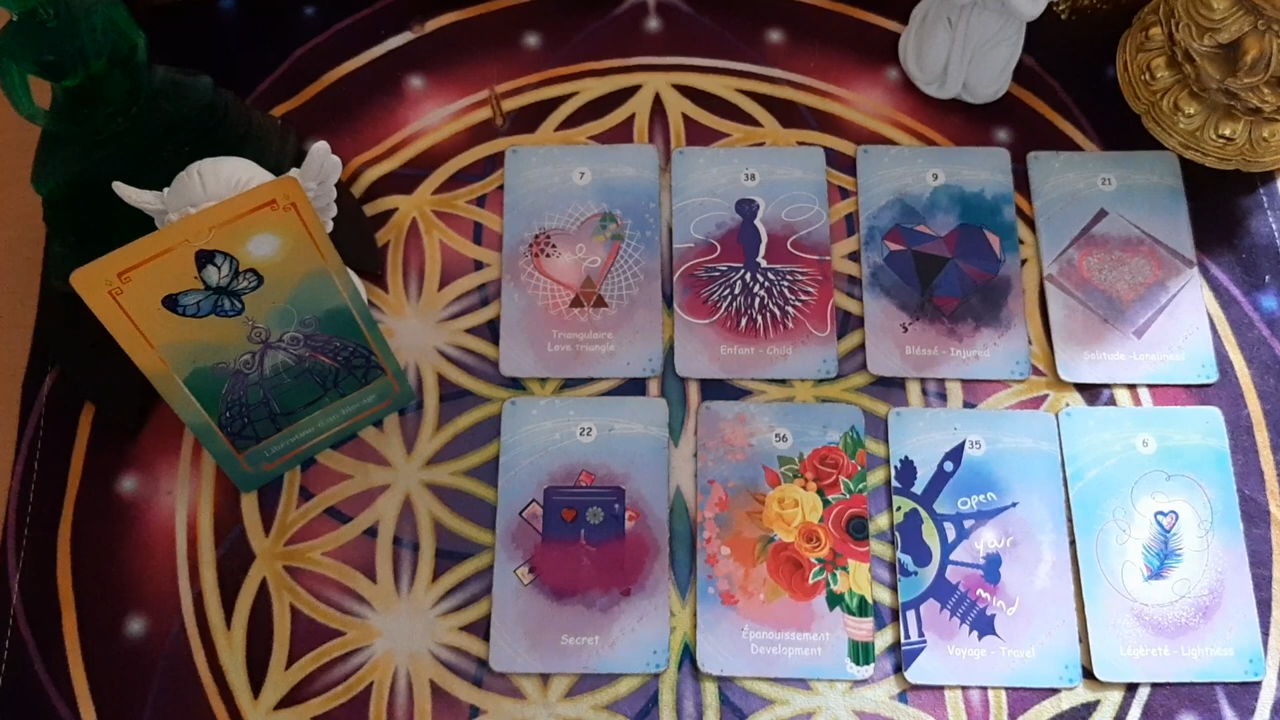 7
Triangulaire
Love triangle
38
Enfant - Child
9
Bléssé - Injured
21
Solitude - Loneliness
22
Secret
56
Épanouissement
Development
35
Open
your
mind
Voyage - Travel
6
Légèreté - Lightness